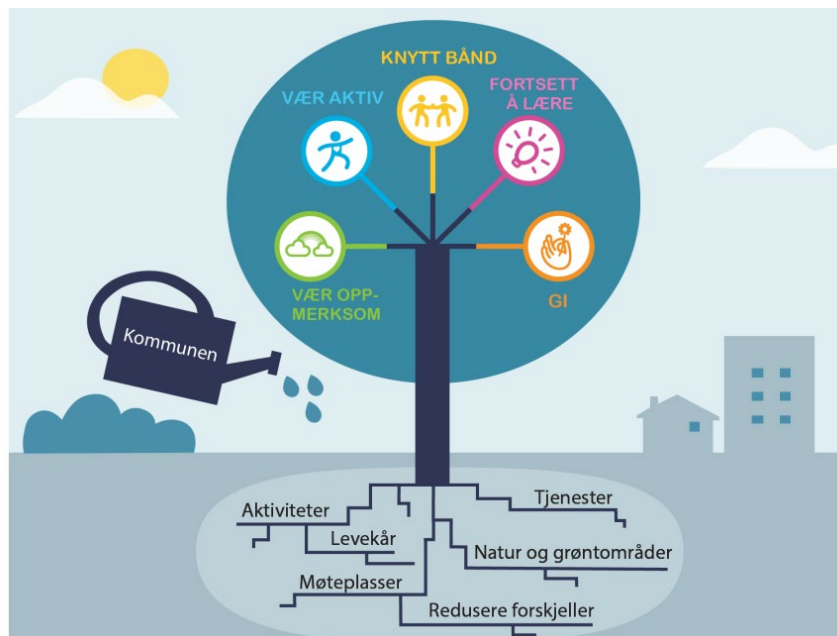 KNYTT BÅND
VÆR AKTIV
FORTSETT
Å LÆRE
VÆR OPP-
MERKSOM
GI
Kommunen
Aktiviteter
Tjenester
Levekår
Natur og grøntområder
Møteplasser
Redusere forskjeller